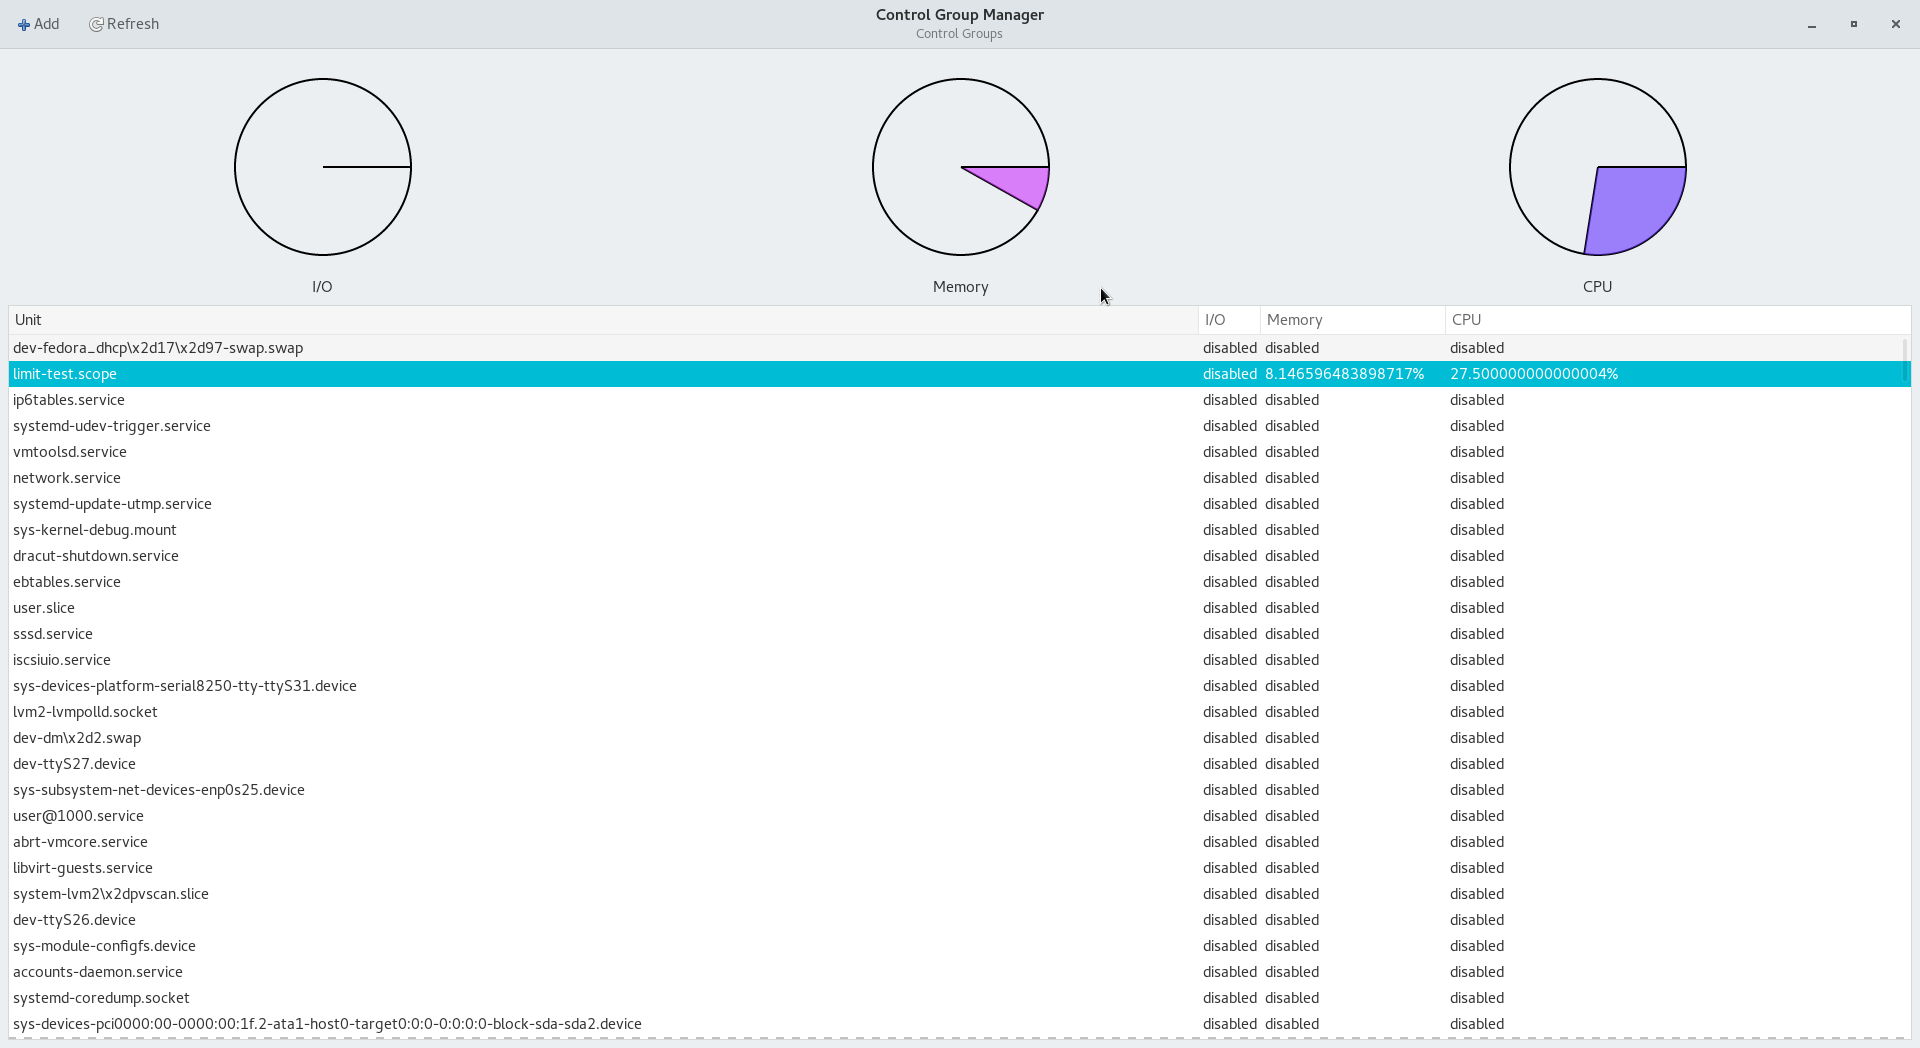 Add Refresh Control Group Manager
Control Groups
I/O Memory CPU
Unit I/O Memory CPU
dev-fedora_dhcp\x2d17\x2d97-swap.swap disabled disabled disabled
limit-test.scope disabled 8.146596483898717% 27.500000000000004%
ip6tables.service disabled disabled disabled
systemd-udev-trigger.service disabled disabled disabled
vmtoolsd.service disabled disabled disabled
network.service disabled disabled disabled
systemd-update-utmp.service disabled disabled disabled
sys-kernel-debug.mount disabled disabled disabled
dracut-shutdown.service disabled disabled disabled
ebtables.service disabled disabled disabled
user.slice disabled disabled disabled
sssd.service disabled disabled disabled
iscsiuio.service disabled disabled disabled
sys-devices-platform-serial8250-tty-ttyS31.device disabled disabled disabled
lvm2-lvmpolld.socket disabled disabled disabled
dev-dm\x2d2.swap disabled disabled disabled
dev-ttyS27.device disabled disabled disabled
sys-subsystem-net-devices-enp0s25.device disabled disabled disabled
user@1000.service disabled disabled disabled
abrt-vmcore.service disabled disabled disabled
libvirt-guests.service disabled disabled disabled
system-lvm2\x2dpvscan.slice disabled disabled disabled
dev-ttyS26.device disabled disabled disabled
sys-module-configfs.device disabled disabled disabled
accounts-daemon.service disabled disabled disabled
systemd-coredump.socket disabled disabled disabled
sys-devices-pci0000:00-0000:00:1f.2-ata1-host0-target0:0:0-0:0:0:0-block-sda-sda2.device disabled disabled disabled